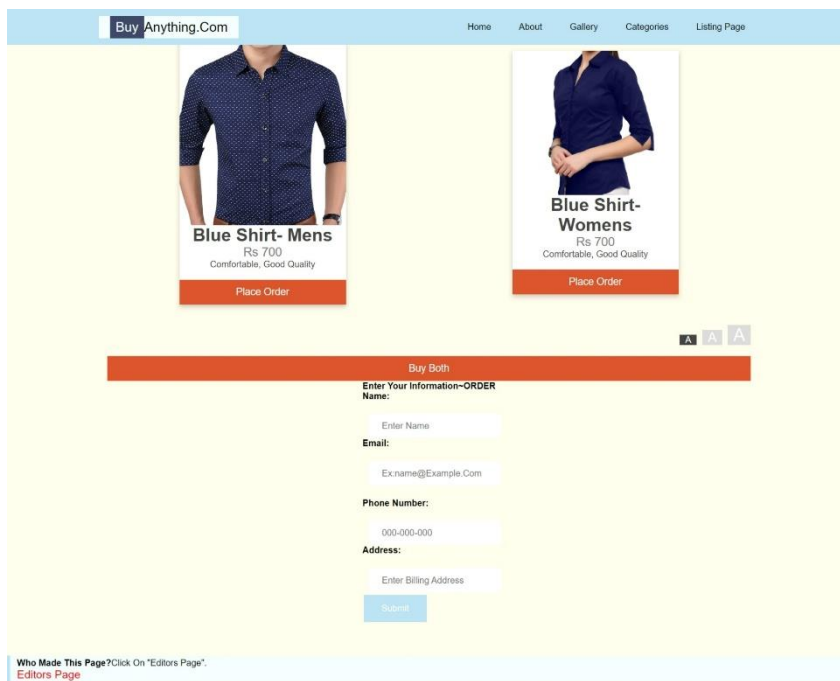 Buy Anything.Com
Home About Gallery Categories Listing Page
Blue Shirt- Mens
Rs 700
Comfortable, Good Quality
Place Order
Blue Shirt-
Womens
Rs 700
Comfortable, Good Quality
Place Order
A A A
Buy Both
Enter Your Information~ORDER
Name:
Enter Name
Email:
Ex:name@Example.Com
Phone Number:
000-000-000
Address:
Enter Billing Address
Submit
Who Made This Page?Click On "Editors Page".
Editors Page